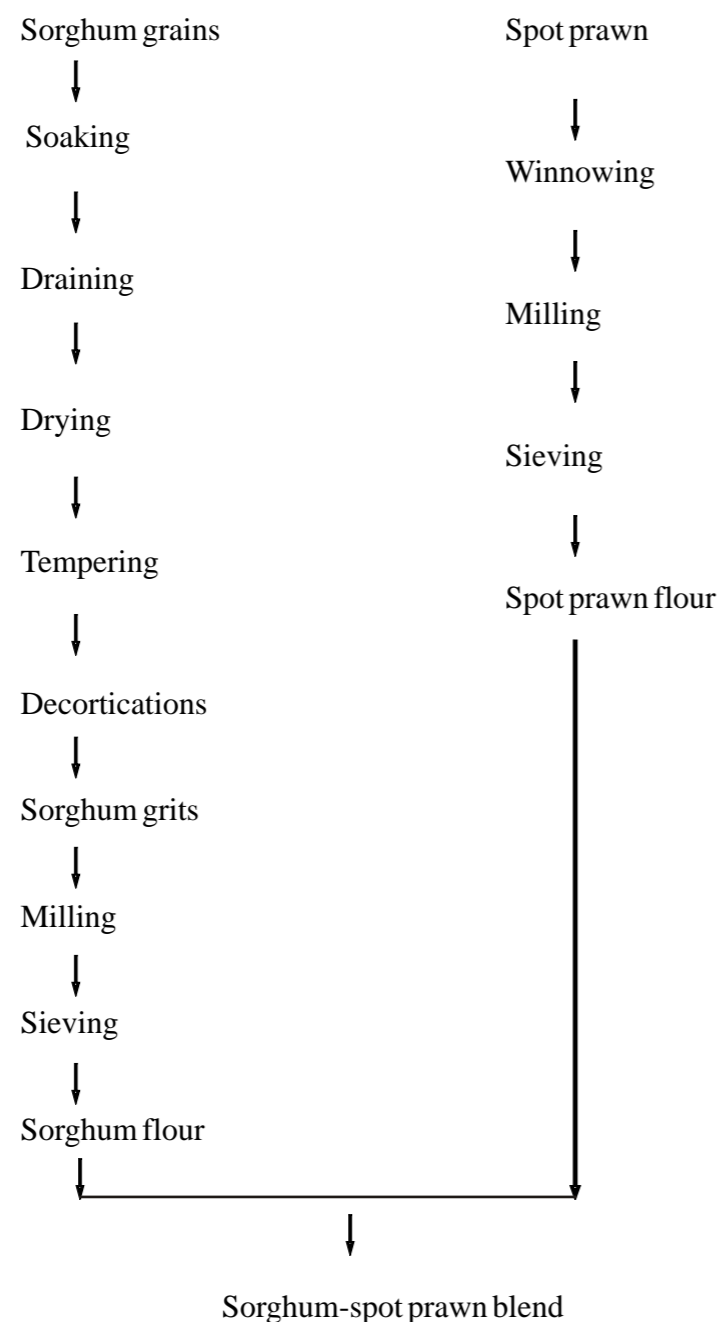 Sorghum grains
Soaking
Draining
Drying
Tempering
Decortications
Sorghum grits
Milling
Sieving
Sorghum flour
Spot prawn
Winnowing
Milling
Sieving
Spot prawn flour
Sorghum-spot prawn blend